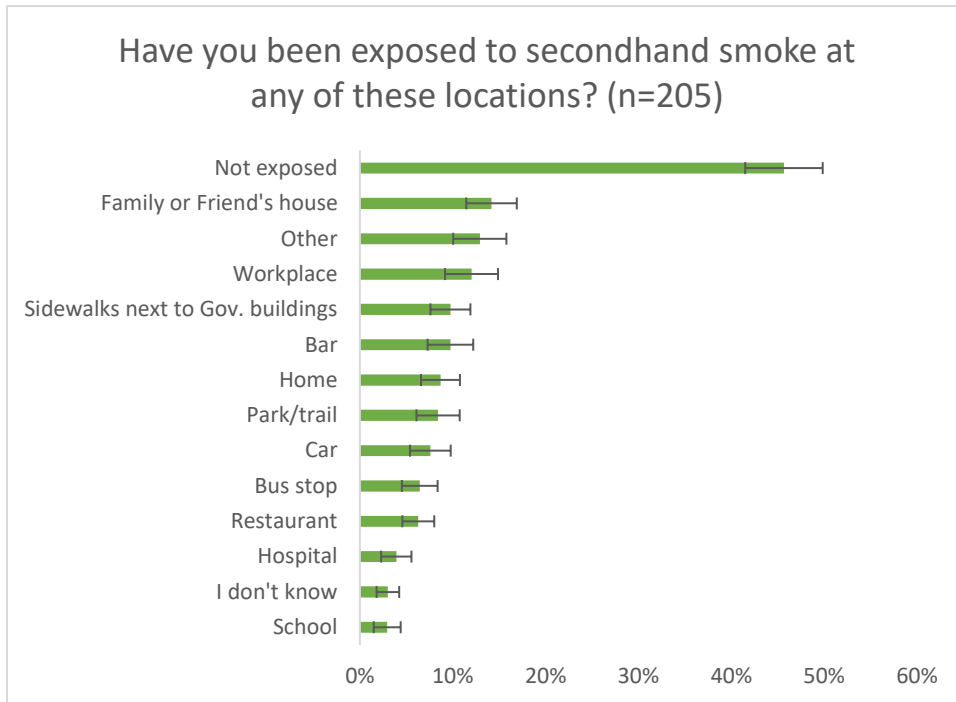 Have you been exposed to secondhand smoke at
any of these locations? (n=205)
Not exposed
Family or Friend's house
Other
Workplace
Sidewalks next to Gov. buildings
Bar
Home
Park/trail
Car
Bus stop
Restaurant
Hospital
I don't know
School
0% 10% 20% 30% 40% 50% 60%